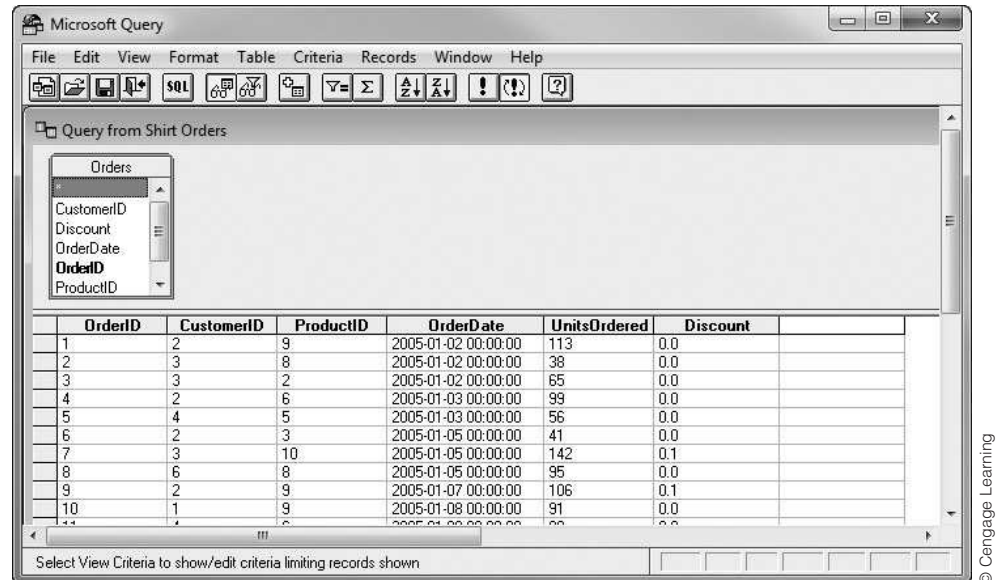 Microsoft Query
File Edit View Format Table Criteria Records Window Help
SQL
Query from Shirt Orders
Orders
*
CustomerID
Discount
OrderDate
OrderID
ProductID
OrderID CustomerID ProductID OrderDate UnitsOrdered Discount
1 2 9 2005-01-02 00:00:00 113 0.0
2 3 8 2005-01-02 00:00:00 38 0.0
3 3 2 2005-01-02 00:00:00 65 0.0
4 2 6 2005-01-03 00:00:00 99 0.0
5 4 5 2005-01-03 00:00:00 56 0.0
6 2 3 2005-01-05 00:00:00 41 0.0
7 3 10 2005-01-05 00:00:00 142 0.1
8 6 8 2005-01-05 00:00:00 95 0.0
9 2 9 2005-01-07 00:00:00 106 0.1
10 1 9 2005-01-08 00:00:00 91 0.0
Select View Criteria to show/edit criteria limiting records shown
© Cengage Learning